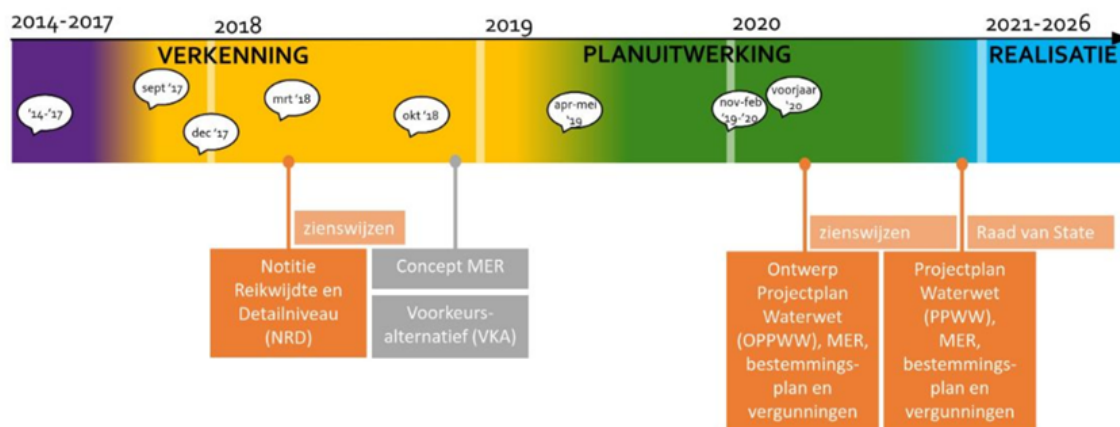 2014-2017
2018
2019
2020
2021-2026
VERKENNING
PLANUITWERKING
REALISATIE
'14-'17
sept '17
dec '17
mrt '18
okt '18
apr-mei
'19
nov-feb
'19-'20
voorjaar
'20
zienswijzen
Notitie
Reikwijdte en
Detailniveau
(NRD)
Concept MER
Voorkeurs-
alternatief (VKA)
zienswijzen
Ontwerp
Projectplan
Waterwet
(OPPWW), MER,
bestemmings-
plan en
vergunningen
Raad van State
Projectplan
Waterwet
(PPWW),
MER,
bestemmings-
plan en
vergunningen